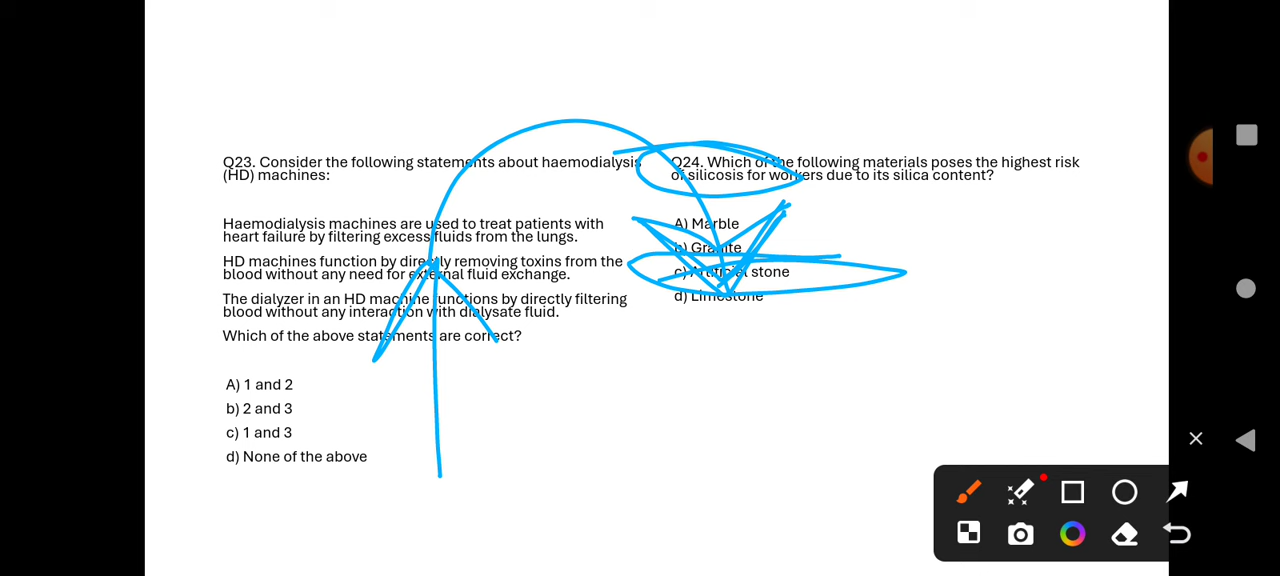 Q23. Consider the following statements about haemodialysis
(HD) machines:
Haemodialysis machines are used to treat patients with
heart failure by filtering excess fluids from the lungs.
HD machines function by directly removing toxins from the
blood without any need for external fluid exchange.
The dialyzer in an HD machine functions by directly filtering
blood without any interaction with dialysate fluid.
Which of the above statements are correct?
A) 1 and 2
b) 2 and 3
c) 1 and 3
d) None of the above
Q24. Which of the following materials poses the highest risk
of silicosis for workers due to its silica content?
A) Marble
b) Granite
c) Artificial stone
d) Limestone